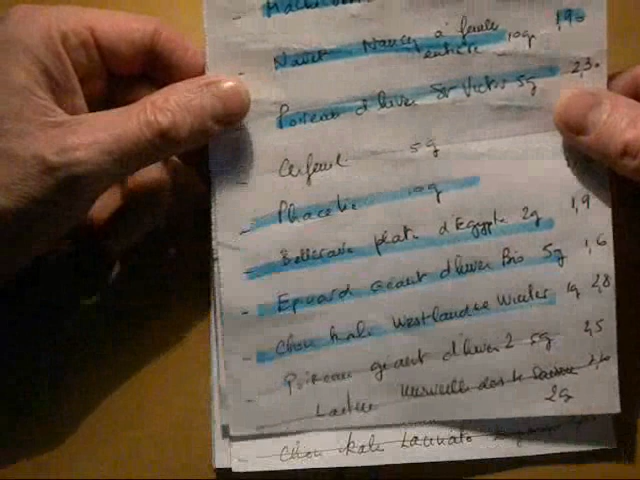 - Mache
Navet Nancy à feuille 1,90
entière 10g
- Poireau d'hiver St Victor 5g 2,30
- Cerfeuil 5g
- Phacélie 10g
- Betterave plate d'Egypte 2g 1,9
- Epinard Géant d'hiver Bio 5g 1,6
- Chou Kale Westlandse Winter 1g 2,8
- Poireau géant d'hiver 2 5g 2,5
Laitue Merveille des 4 Saisons
2g
Chou Kale